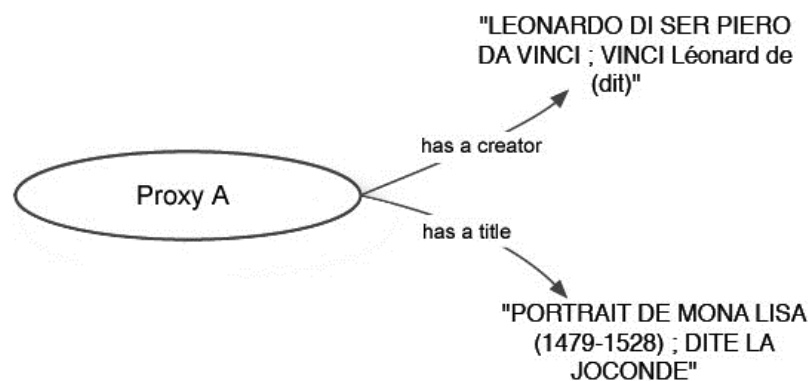 "LEONARDO DI SER PIERO
DA VINCI ; VINCI Léonard de
(dit)"
has a creator
Proxy A
has a title
"PORTRAIT DE MONA LISA
(1479-1528) ; DITE LA
JOCONDE"